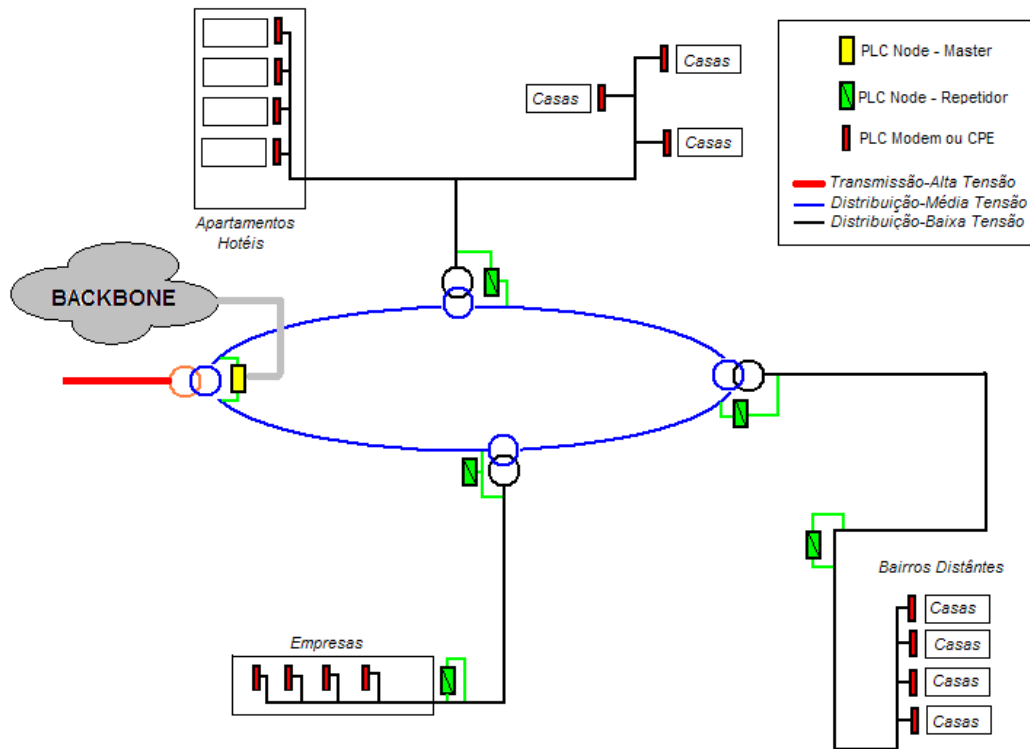 Casas
Casas
Casas
Apartamentos
Hotéis
PLC Node - Master
PLC Node - Repetidor
PLC Modem ou CPE
Transmissão-Alta Tensão
Distribuição-Média Tensão
Distribuição-Baixa Tensão
BACKBONE
Bairros Distântes
Casas
Casas
Casas
Casas
Empresas